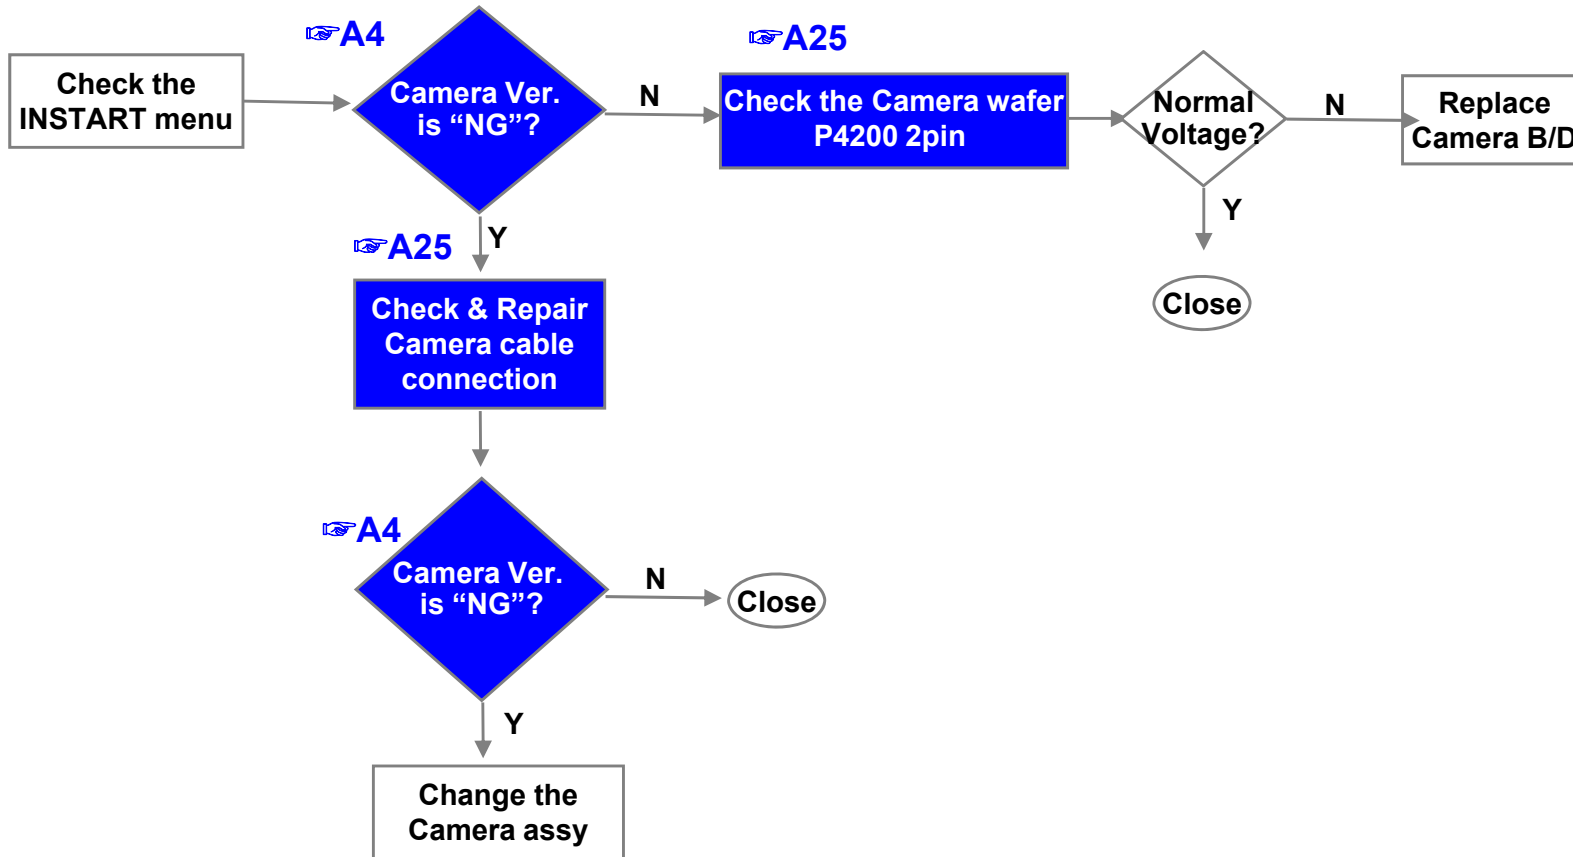 ☞A4
Check the
INSTART menu
Camera Ver.
is “NG”?
N
☞A25
Check the Camera wafer
P4200 2pin
Normal
Voltage?
N
Replace
Camera B/D
Y
Close
Y
☞A25
Check & Repair
Camera cable
connection
☞A4
Camera Ver.
is “NG”?
N
Close
Y
Change the
Camera assy